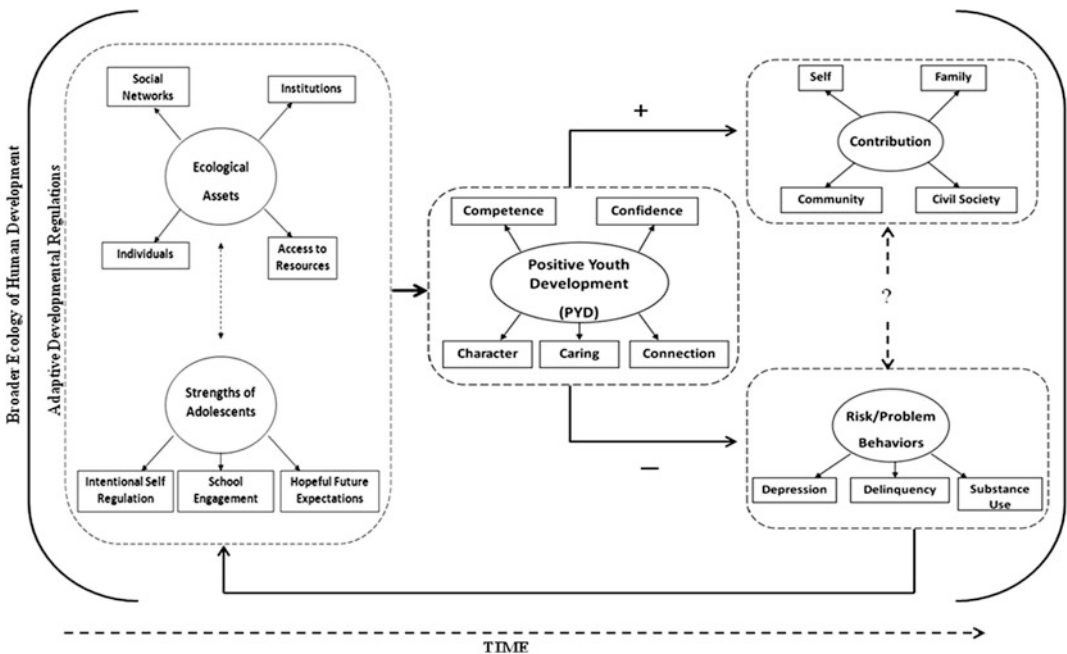 Broader Ecology of Human Development
Adaptive Developmental Regulations
Social
Networks
Institutions
Ecological
Assets
Individuals
Access to
Resources
Strengths of
Adolescents
Intentional Self
Regulation
School
Engagement
Hopeful Future
Expectations
Competence
Confidence
Positive Youth
Development
(PYD)
Character
Caring
Connection
+
–
Self
Family
Contribution
Community
Civil Society
?
Risk/Problem
Behaviors
Depression
Delinquency
Substance
Use
TIME